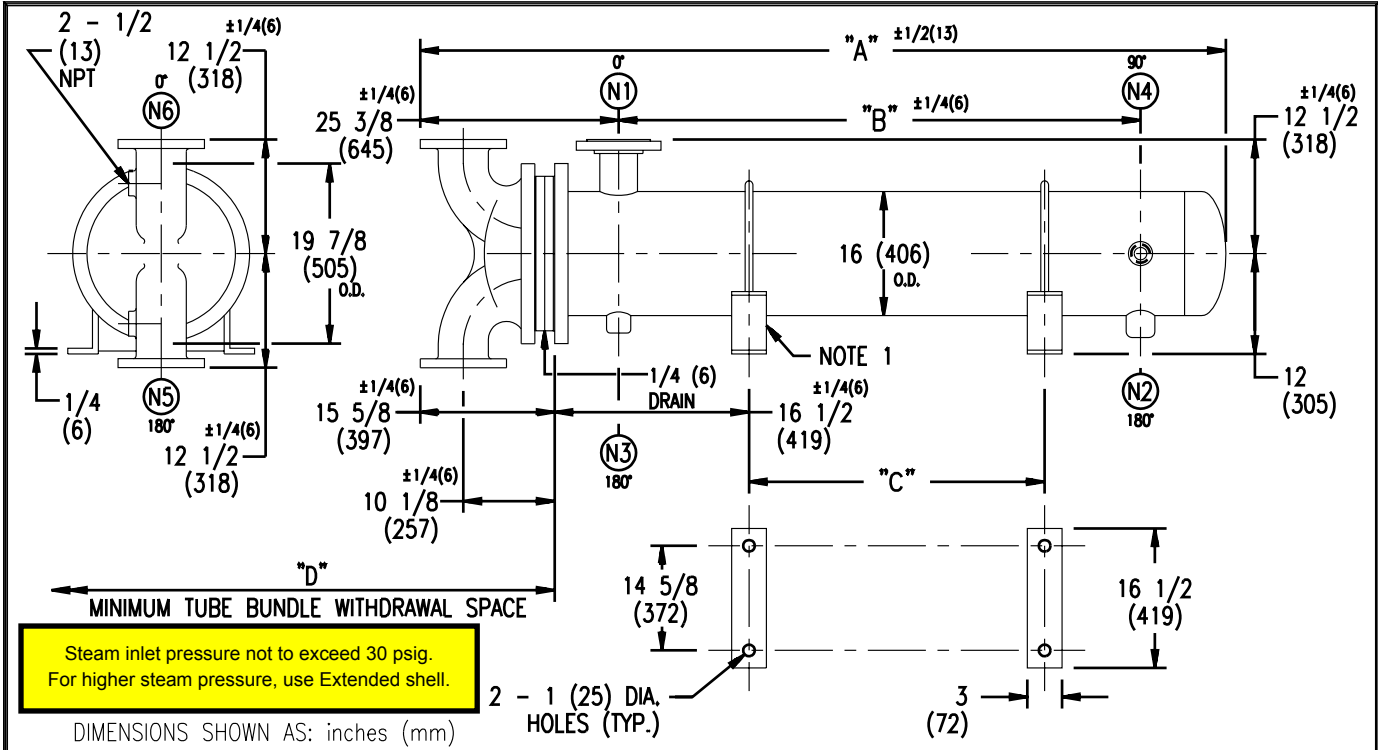 2 - 1/2
(13)
NPT
±1/4(6)
12 1/2
(318)
0°
N6
"A" ±1/2(13)
0°
N1
90°
N4
±1/4(6)
25 3/8
(645)
"B" ±1/4(6)
±1/4(6)
12 1/2
(318)
19 7/8
(505)
O.D.
16 (406)
O.D.
NOTE 1
1/4
(6)
N5
180°
±1/4(6)
12 1/2
(318)
±1/4(6)
15 5/8
(397)
1/4 (6)
DRAIN
±1/4(6)
16 1/2
(419)
N3
180°
N2
180°
12
(305)
±1/4(6)
10 1/8
(257)
"C"
"D"
MINIMUM TUBE BUNDLE WITHDRAWAL SPACE
14 5/8
(372)
16 1/2
(419)
Steam inlet pressure not to exceed 30 psig.
For higher steam pressure, use Extended shell.
2 - 1 (25) DIA.
HOLES (TYP.)
3
(72)
DIMENSIONS SHOWN AS: inches (mm)